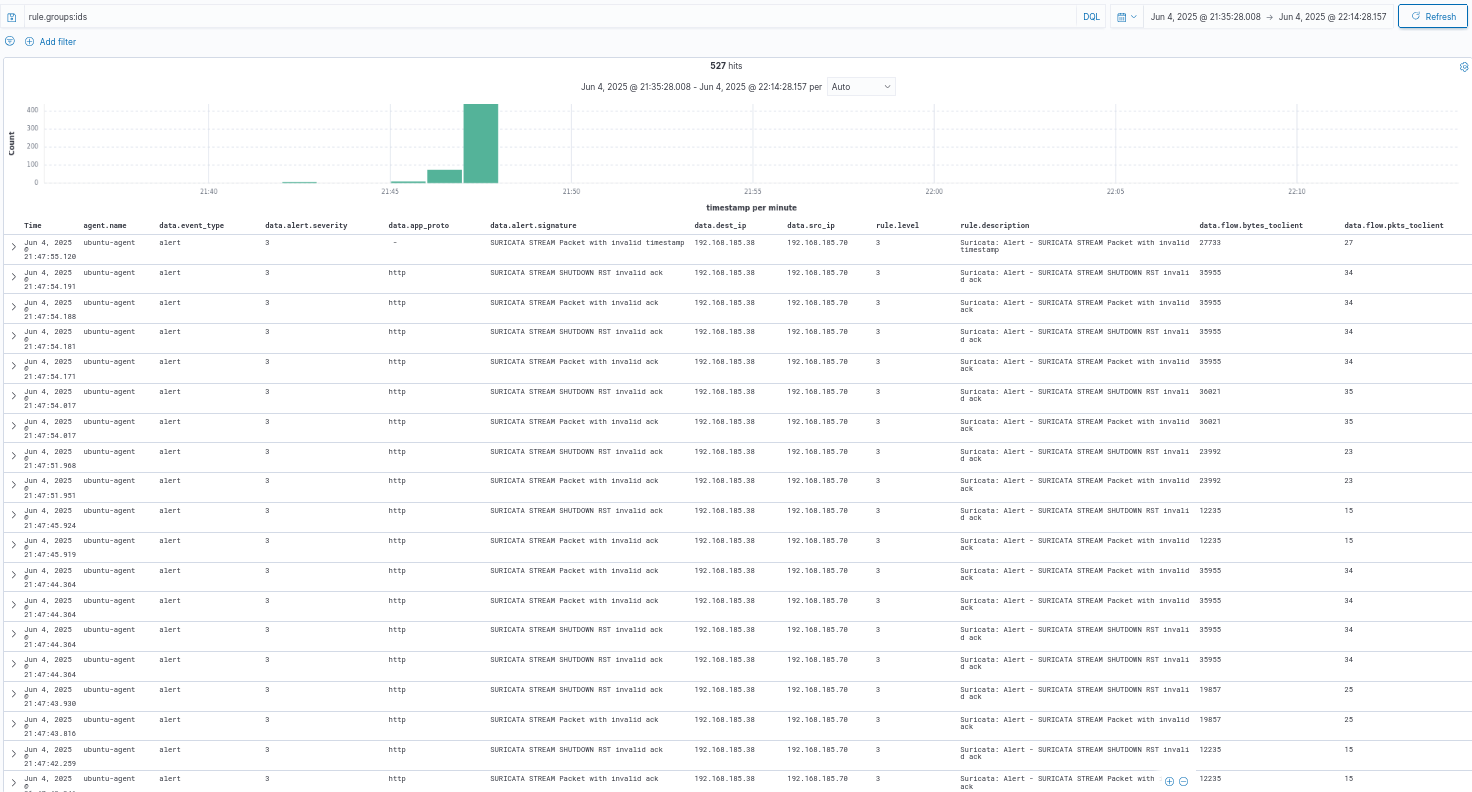 rule.groups:ids DQL Jun 4, 2025 @ 21:35:28.008 → Jun 4, 2025 @ 22:14:28.157 Refresh
Add filter
527 hits
Jun 4, 2025 @ 21:35:28.008 - Jun 4, 2025 @ 22:14:28.157 per Auto
Count
400
300
200
100
0
21:40 21:45 21:50 21:55 22:00 22:05 22:10
timestamp per minute
Time agent.name data.event_type data.alert.severity data.app_proto data.alert.signature data.dest_ip data.src_ip rule.level rule.description data.flow.bytes_toclient data.flow.pkts_toclient
Jun 4, 2025 ubuntu-agent alert 3 - SURICATA STREAM Packet with invalid timestamp 192.168.185.38 192.168.185.70 3 Suricata: Alert - SURICATA STREAM Packet with invalid 27733 27
@ timestamp
21:47:55.120
Jun 4, 2025 ubuntu-agent alert 3 http SURICATA STREAM SHUTDOWN RST invalid ack 192.168.185.38 192.168.185.70 3 Suricata: Alert - SURICATA STREAM SHUTDOWN RST invali 35955 34
@ d ack
21:47:54.191
Jun 4, 2025 ubuntu-agent alert 3 http SURICATA STREAM Packet with invalid ack 192.168.185.38 192.168.185.70 3 Suricata: Alert - SURICATA STREAM Packet with invalid 35955 34
@ ack
21:47:54.188
Jun 4, 2025 ubuntu-agent alert 3 http SURICATA STREAM SHUTDOWN RST invalid ack 192.168.185.38 192.168.185.70 3 Suricata: Alert - SURICATA STREAM SHUTDOWN RST invali 35955 34
@ d ack
21:47:54.181
Jun 4, 2025 ubuntu-agent alert 3 http SURICATA STREAM Packet with invalid ack 192.168.185.38 192.168.185.70 3 Suricata: Alert - SURICATA STREAM Packet with invalid 35955 34
@ ack
21:47:54.171
Jun 4, 2025 ubuntu-agent alert 3 http SURICATA STREAM SHUTDOWN RST invalid ack 192.168.185.38 192.168.185.70 3 Suricata: Alert - SURICATA STREAM SHUTDOWN RST invali 36021 35
@ d ack
21:47:54.017
Jun 4, 2025 ubuntu-agent alert 3 http SURICATA STREAM Packet with invalid ack 192.168.185.38 192.168.185.70 3 Suricata: Alert - SURICATA STREAM Packet with invalid 36021 35
@ ack
21:47:54.017
Jun 4, 2025 ubuntu-agent alert 3 http SURICATA STREAM SHUTDOWN RST invalid ack 192.168.185.38 192.168.185.70 3 Suricata: Alert - SURICATA STREAM SHUTDOWN RST invali 23992 23
@ d ack
21:47:51.968
Jun 4, 2025 ubuntu-agent alert 3 http SURICATA STREAM Packet with invalid ack 192.168.185.38 192.168.185.70 3 Suricata: Alert - SURICATA STREAM Packet with invalid 23992 23
@ ack
21:47:51.951
Jun 4, 2025 ubuntu-agent alert 3 http SURICATA STREAM SHUTDOWN RST invalid ack 192.168.185.38 192.168.185.70 3 Suricata: Alert - SURICATA STREAM SHUTDOWN RST invali 12235 15
@ d ack
21:47:45.924
Jun 4, 2025 ubuntu-agent alert 3 http SURICATA STREAM Packet with invalid ack 192.168.185.38 192.168.185.70 3 Suricata: Alert - SURICATA STREAM Packet with invalid 12235 15
@ ack
21:47:45.919
Jun 4, 2025 ubuntu-agent alert 3 http SURICATA STREAM Packet with invalid ack 192.168.185.38 192.168.185.70 3 Suricata: Alert - SURICATA STREAM Packet with invalid 35955 34
@ ack
21:47:44.364
Jun 4, 2025 ubuntu-agent alert 3 http SURICATA STREAM Packet with invalid ack 192.168.185.38 192.168.185.70 3 Suricata: Alert - SURICATA STREAM Packet with invalid 35955 34
@ ack
21:47:44.364
Jun 4, 2025 ubuntu-agent alert 3 http SURICATA STREAM SHUTDOWN RST invalid ack 192.168.185.38 192.168.185.70 3 Suricata: Alert - SURICATA STREAM SHUTDOWN RST invali 35955 34
@ d ack
21:47:44.364
Jun 4, 2025 ubuntu-agent alert 3 http SURICATA STREAM SHUTDOWN RST invalid ack 192.168.185.38 192.168.185.70 3 Suricata: Alert - SURICATA STREAM SHUTDOWN RST invali 35955 34
@ d ack
21:47:44.364
Jun 4, 2025 ubuntu-agent alert 3 http SURICATA STREAM SHUTDOWN RST invalid ack 192.168.185.38 192.168.185.70 3 Suricata: Alert - SURICATA STREAM SHUTDOWN RST invali 19857 25
@ d ack
21:47:43.930
Jun 4, 2025 ubuntu-agent alert 3 http SURICATA STREAM Packet with invalid ack 192.168.185.38 192.168.185.70 3 Suricata: Alert - SURICATA STREAM Packet with invalid 19857 25
@ ack
21:47:43.816
Jun 4, 2025 ubuntu-agent alert 3 http SURICATA STREAM SHUTDOWN RST invalid ack 192.168.185.38 192.168.185.70 3 Suricata: Alert - SURICATA STREAM SHUTDOWN RST invali 12235 15
@ d ack
21:47:42.259
Jun 4, 2025 ubuntu-agent alert 3 http SURICATA STREAM Packet with invalid ack 192.168.185.38 192.168.185.70 3 Suricata: Alert - SURICATA STREAM Packet with 12235 15
@ ack